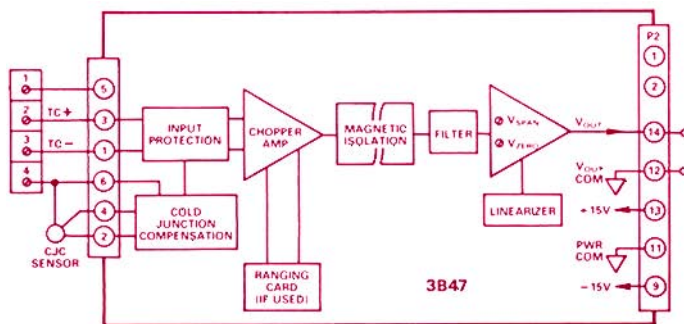 P2
1
5
1
2
TC+
3
INPUT
PROTECTION
CHOPPER
AMP
MAGNETIC
ISOLATION
FILTER
VSPAN
VZERO
VOUT
14
2
3
TC-
1
4
6
VOUT
COM
12
4
2
CJC
SENSOR
COLD
JUNCTION
COMPENSATION
LINEARIZER
+15V
13
RANGING
CARD
(IF USED)
3B47
PWR
COM
11
-15V
9